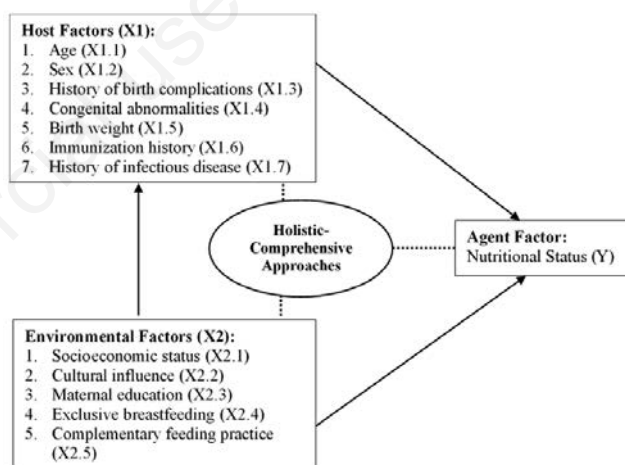 Host Factors (X1):
1. Age (X1.1)
2. Sex (X1.2)
3. History of birth complications (X1.3)
4. Congenital abnormalities (X1.4)
5. Birth weight (X1.5)
6. Immunization history (X1.6)
7. History of infectious disease (X1.7)
Holistic-
Comprehensive
Approaches
Agent Factor:
Nutritional Status (Y)
Environmental Factors (X2):
1. Socioeconomic status (X2.1)
2. Cultural influence (X2.2)
3. Maternal education (X2.3)
4. Exclusive breastfeeding (X2.4)
5. Complementary feeding practice
(X2.5)